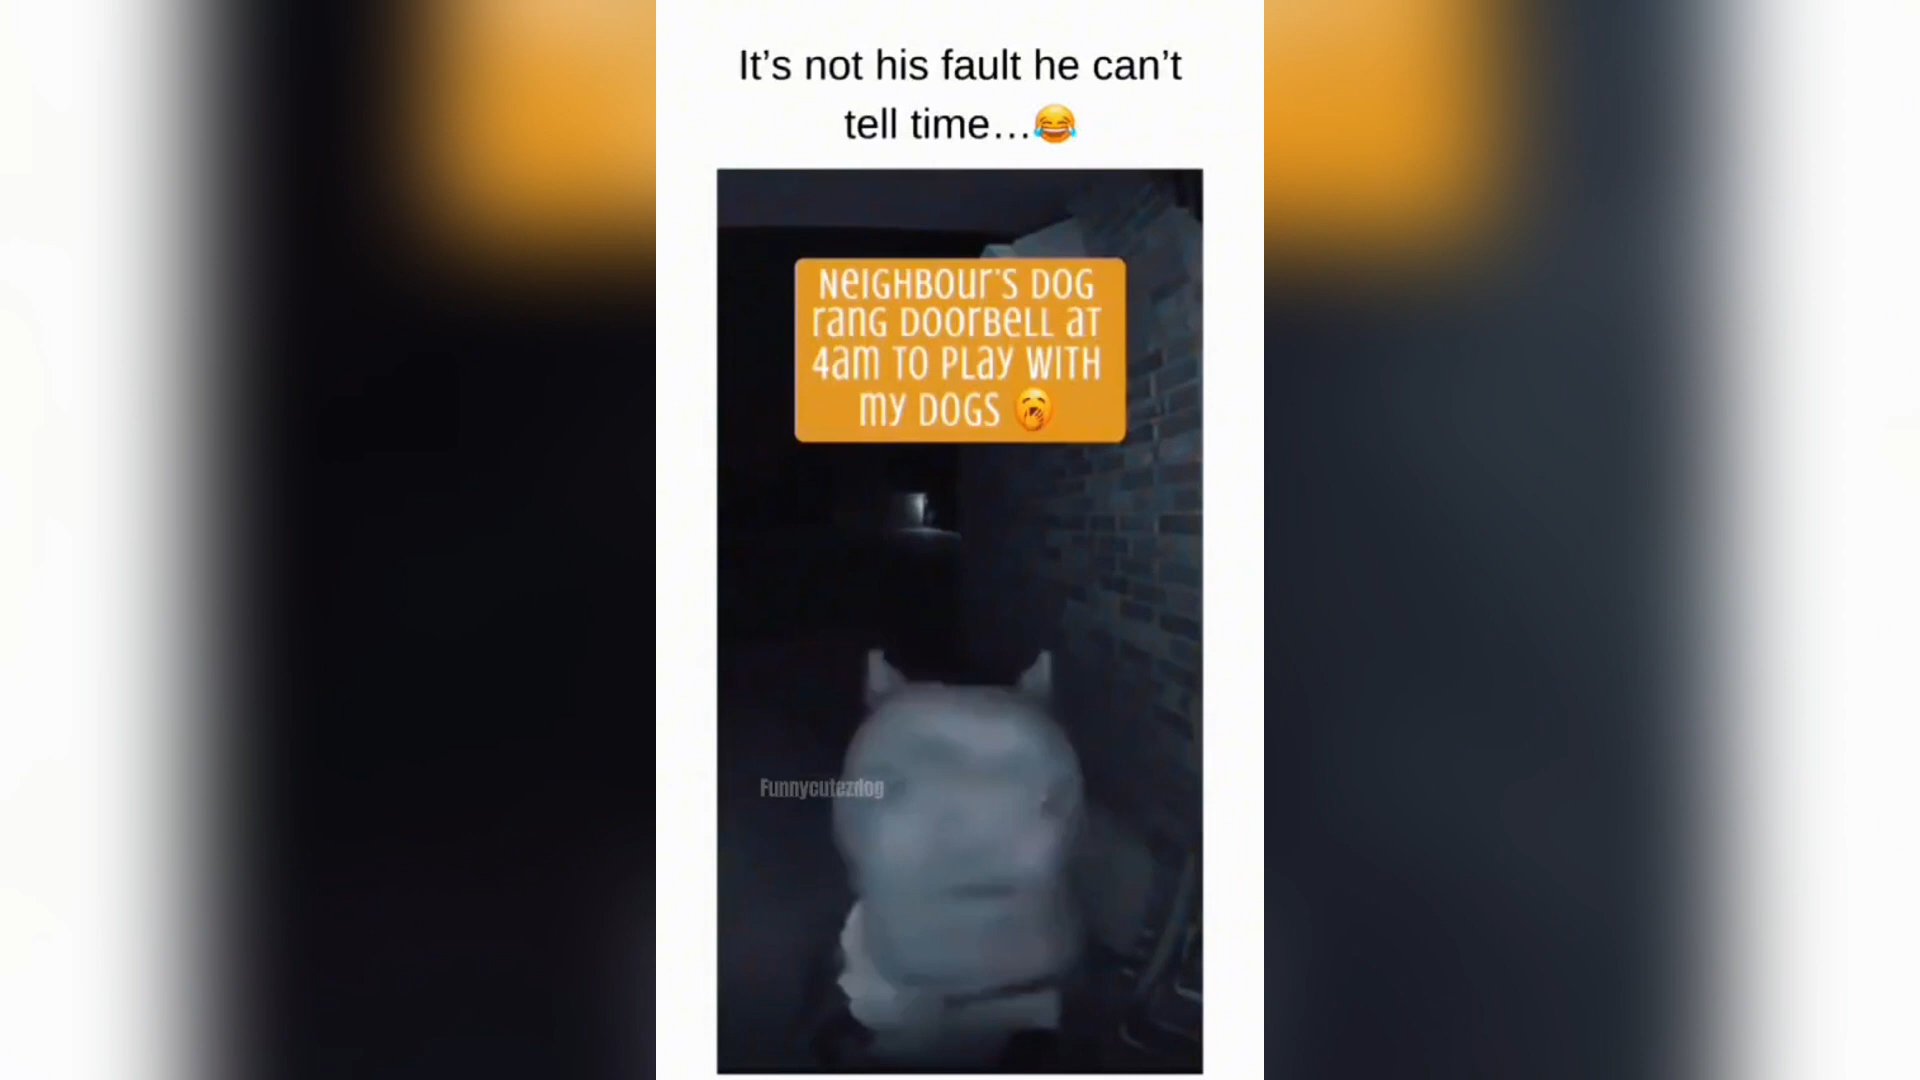 It’s not his fault he can’t
tell time…😂
NeiGHBour's DOG
ranG DoorBeLL aT
4am TO PLay WITH
my DOGS 🥱
Funnycutezdog